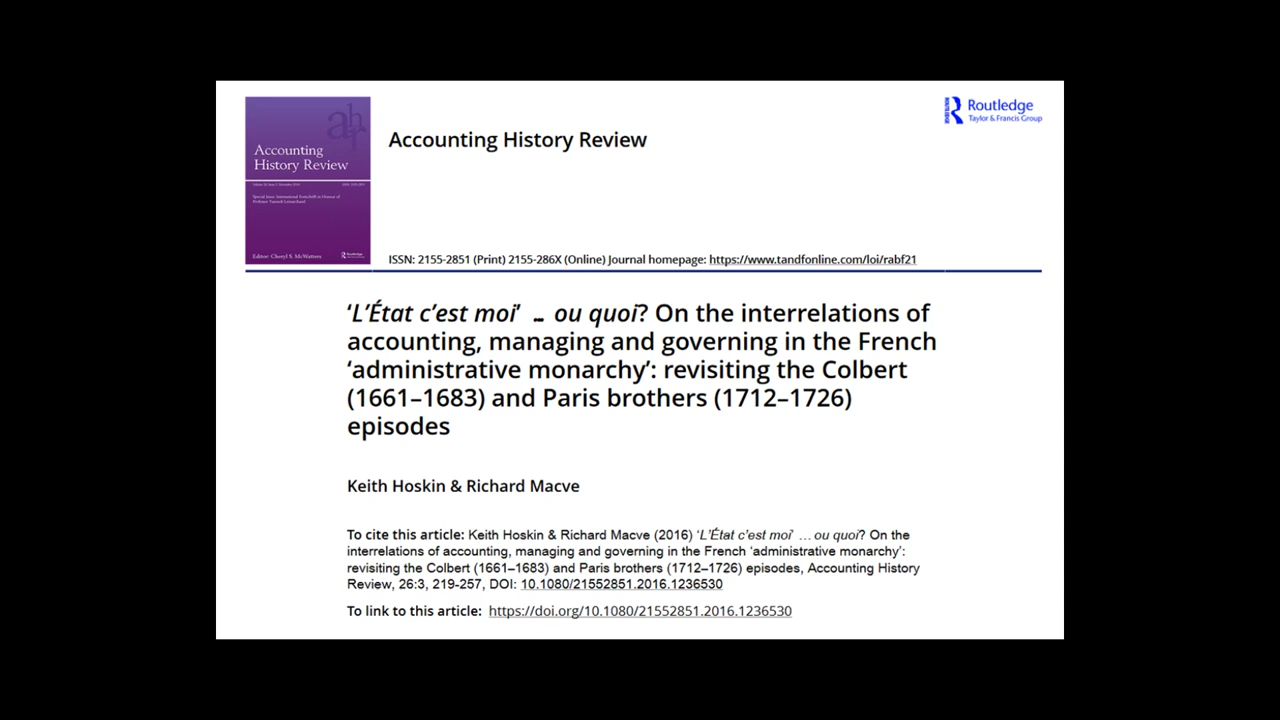 ahr
Accounting
History Review
Editor: Cheryl S. McWatters
Routledge
Taylor & Francis Group
Accounting History Review
ISSN: 2155-2851 (Print) 2155-286X (Online) Journal homepage: https://www.tandfonline.com/loi/rabf21
‘L’État c’est moi’ … ou quoi? On the interrelations of
accounting, managing and governing in the French
‘administrative monarchy’: revisiting the Colbert
(1661–1683) and Paris brothers (1712–1726)
episodes
Keith Hoskin & Richard Macve
To cite this article: Keith Hoskin & Richard Macve (2016) ‘L’État c’est moi’ … ou quoi? On the
interrelations of accounting, managing and governing in the French ‘administrative monarchy’:
revisiting the Colbert (1661–1683) and Paris brothers (1712–1726) episodes, Accounting History
Review, 26:3, 219-257, DOI: 10.1080/21552851.2016.1236530
To link to this article: https://doi.org/10.1080/21552851.2016.1236530